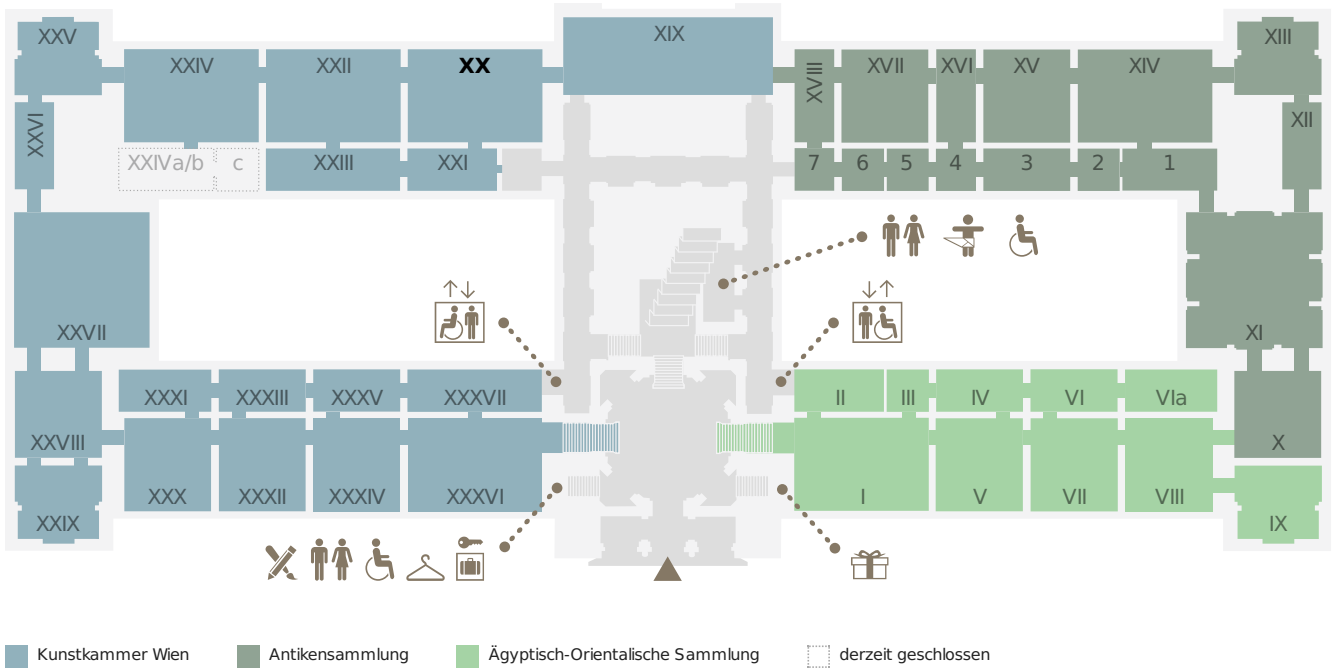 XXV
XXIV
XXII
XX
XIX
XVIII
XVII
XVI
XV
XIV
XIII
XXVI
XII
XXIVa/b
c
XXIII
XXI
7
6
5
4
3
2
1
XXVII
XI
XXXI
XXXIII
XXXV
XXXVII
II
III
IV
VI
VIa
XXVIII
X
XXX
XXXII
XXXIV
XXXVI
I
V
VII
VIII
XXIX
IX
Kunstkammer Wien
Antikensammlung
Ägyptisch-Orientalische Sammlung
derzeit geschlossen